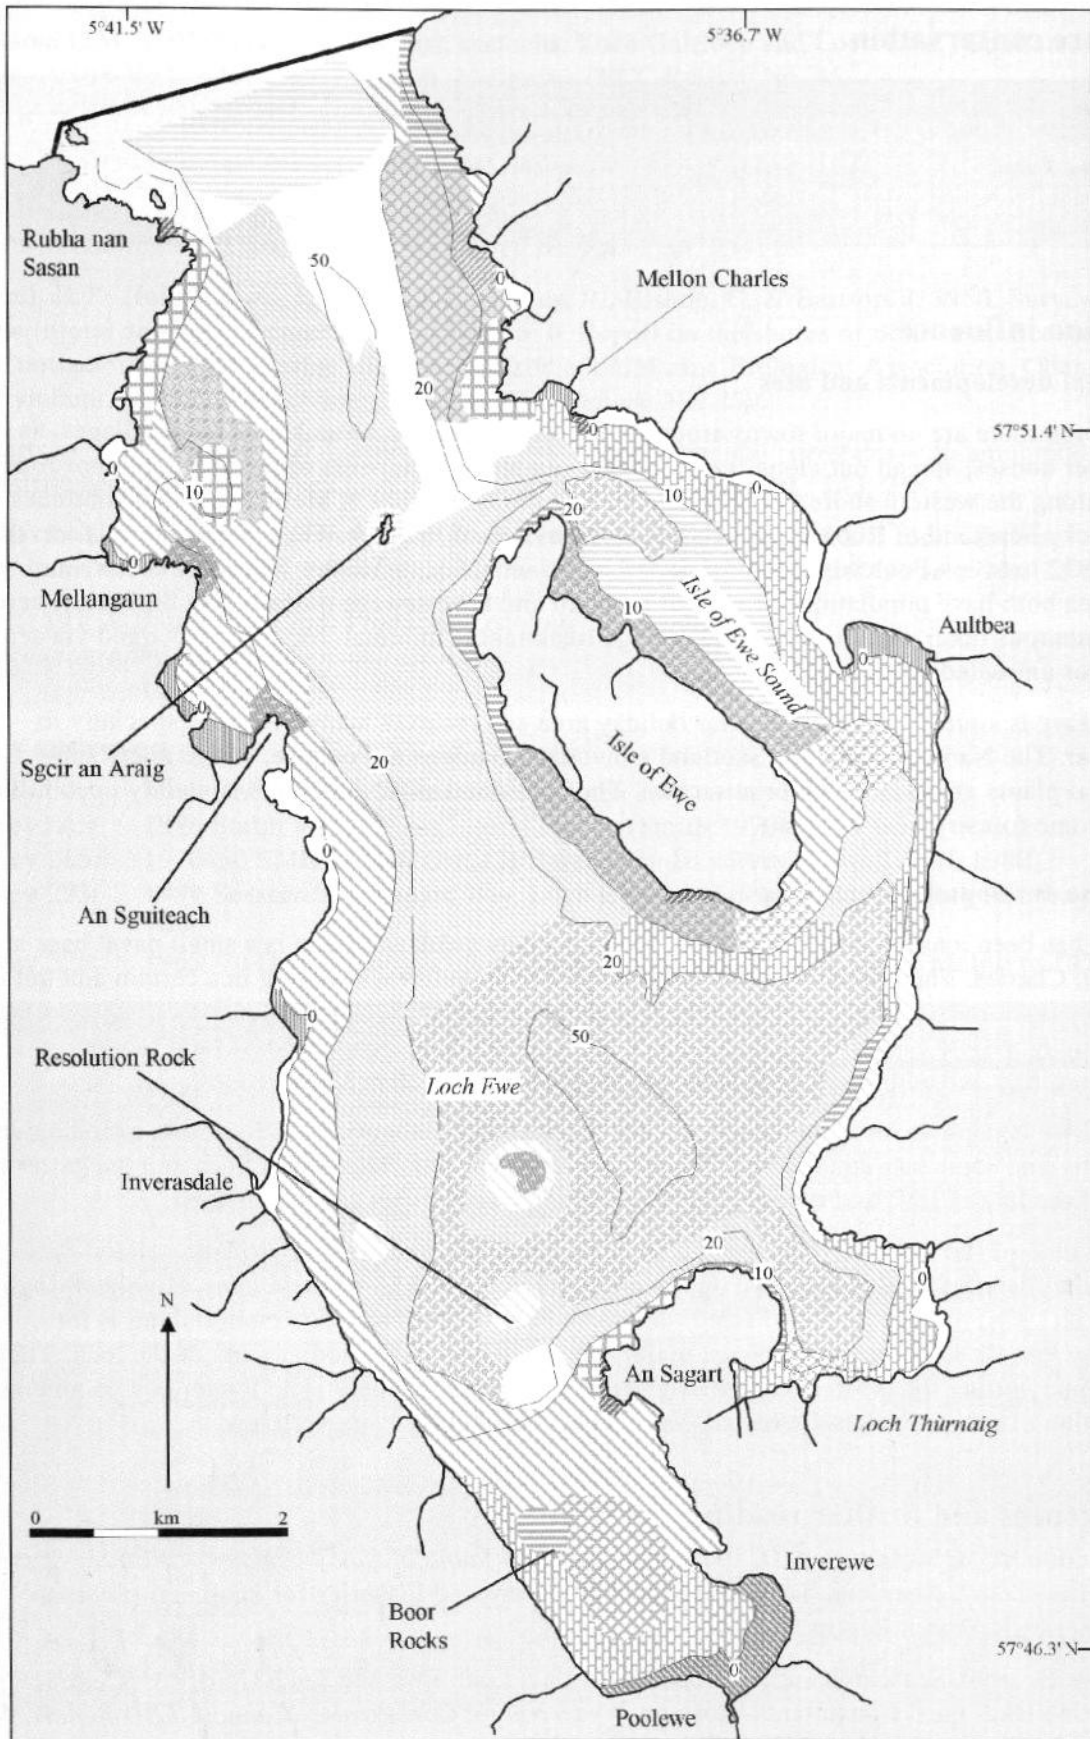 5°41.5' W
5°36.7' W
Rubha nan
Sasan
50
0
Mellon Charles
20
0
57°51.4' N
0
10
20
10
0
Mellangaun
10
Isle of Ewe Sound
Aultbea
0
0
Sgeir an Araig
20
Isle of Ewe
0
An Sguiteach
20
0
50
Resolution Rock
Loch Ewe
Inverasdale
20
10
0
N
An Sagart
Loch Thùrnaig
0
km
2
Inverewe
Boor
Rocks
57°46.3' N
0
Poolewe